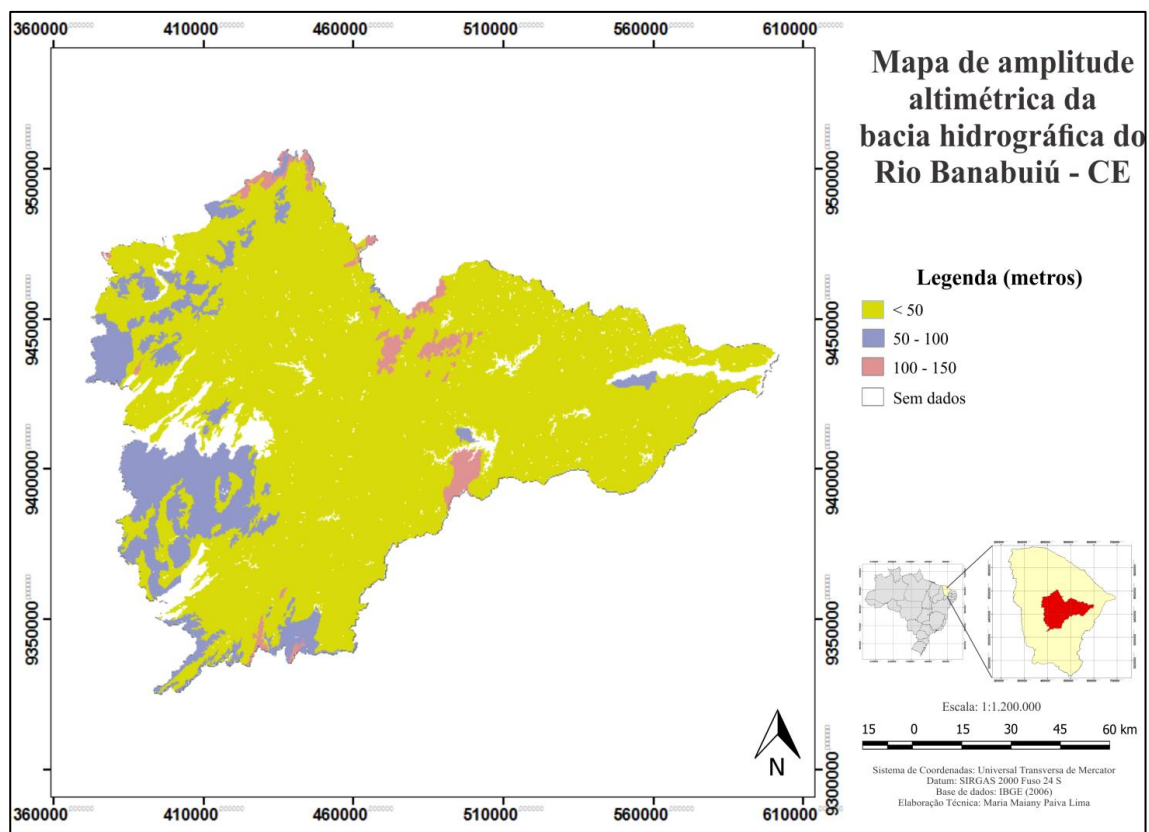 360000 410000 460000 510000 560000 610000
Mapa de amplitude
altimétrica da
bacia hidrográfica do
Rio Banabuiú - CE
9500000 9500000
Legenda (metros)
< 50
9450000 9450000
50 - 100
100 - 150
Sem dados
9400000 9400000
9350000 9350000
Escala: 1:1.200.000
15 0 15 30 45 60 km
N
Sistema de Coordenadas: Universal Transversa de Mercator
Datum: SIRGAS 2000 Fuso 24 S
Base de dados: IBGE (2006)
Elaboração Técnica: Maria Maiany Paiva Lima
9300000
360000 410000 460000 510000 560000 610000